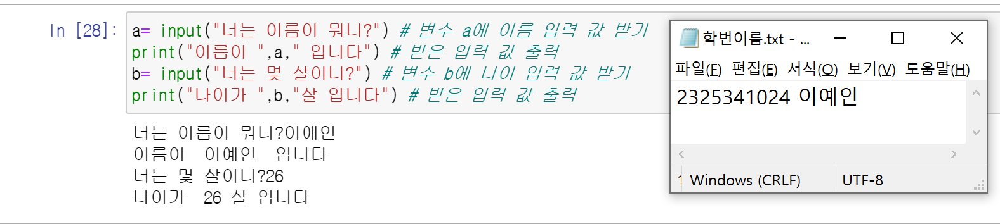 In [28]:
a= input("너는 이름이 뭐니?") # 변수 a에 이름 입력 값 받기
print("이름이 ",a," 입니다") # 받은 입력 값 출력
b= input("너는 몇 살이니?") # 변수 b에 나이 입력 값 받기
print("나이가 ",b,"살 입니다") # 받은 입력 값 출력
너는 이름이 뭐니?이예인
이름이  이예인  입니다
너는 몇 살이니?26
나이가  26 살 입니다
학번이름.txt - ...
파일(F) 편집(E) 서식(O) 보기(V) 도움말(H)
2325341024 이예인
Windows (CRLF) UTF-8